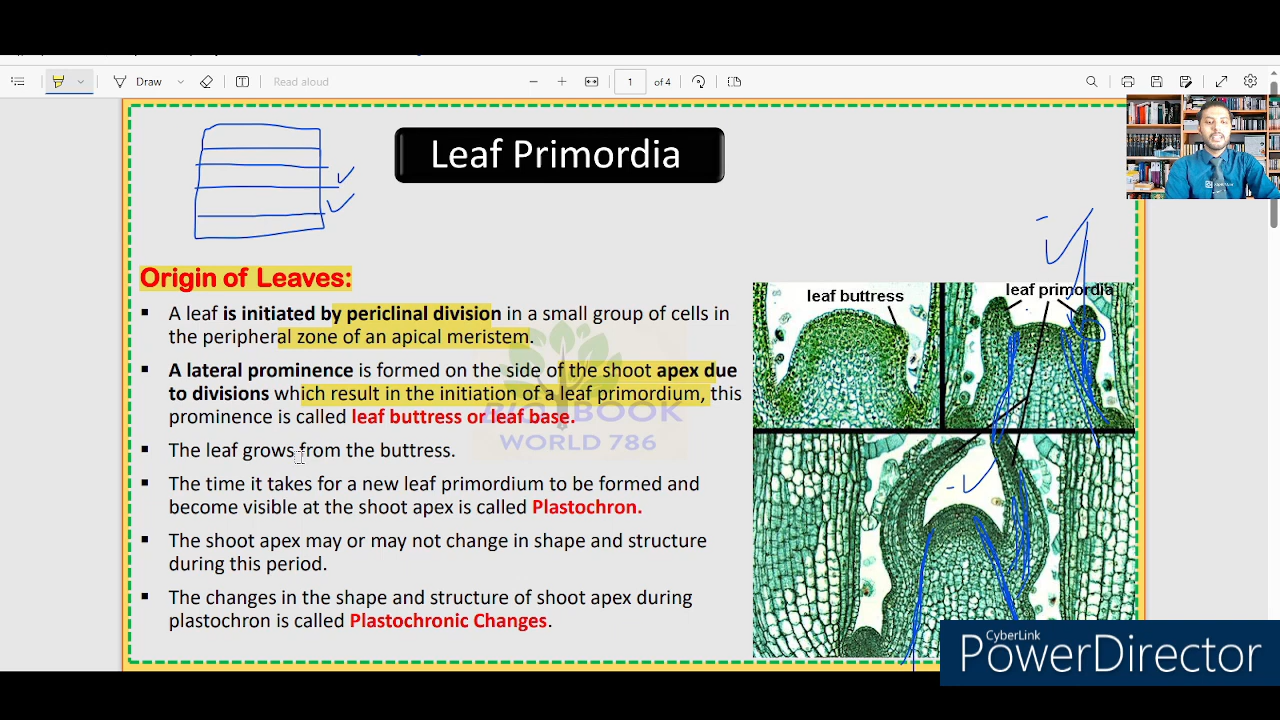 Draw
Read aloud
1
of 4
Leaf Primordia
Origin of Leaves:
▪ A leaf is initiated by periclinal division in a small group of cells in
the peripheral zone of an apical meristem.
▪ A lateral prominence is formed on the side of the shoot apex due
to divisions which result in the initiation of a leaf primordium, this
prominence is called leaf buttress or leaf base.
▪ The leaf grows from the buttress.
▪ The time it takes for a new leaf primordium to be formed and
become visible at the shoot apex is called Plastochron.
▪ The shoot apex may or may not change in shape and structure
during this period.
▪ The changes in the shape and structure of shoot apex during
plastochron is called Plastochronic Changes.
leaf buttress
leaf primordia
WORLD 786
CyberLink
PowerDirector